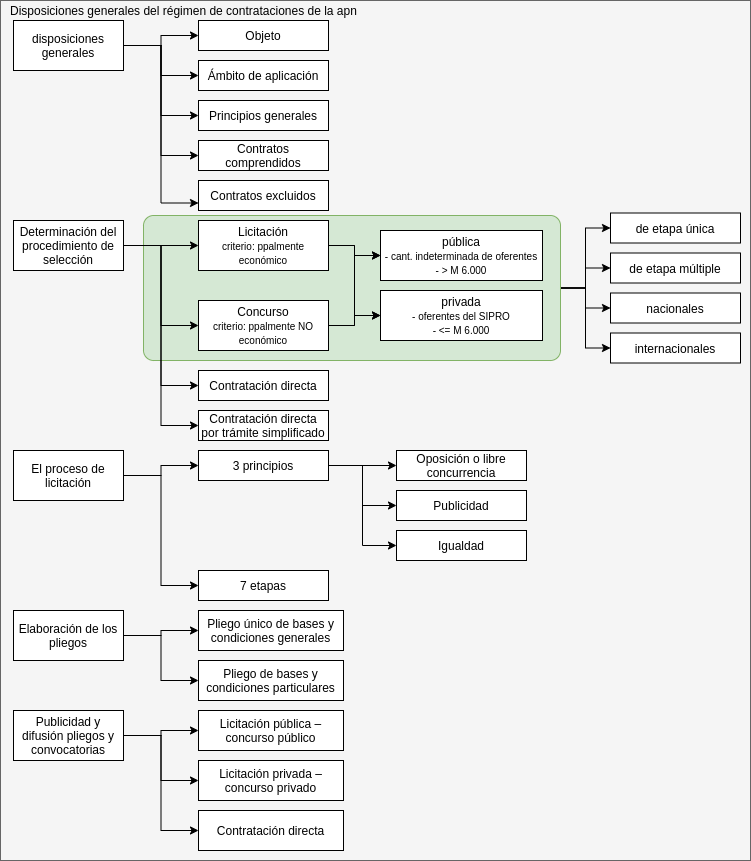 Disposiciones generales del régimen de contrataciones de la apn
disposiciones
generales
Objeto
Ámbito de aplicación
Principios generales
Contratos
comprendidos
Contratos excluidos
Determinación del
procedimiento de
selección
Licitación
criterio: ppalmente
económico
Concurso
criterio: ppalmente NO
económico
pública
- cant. indeterminada de oferentes
- > M 6.000
privada
- oferentes del SIPRO
- <= M 6.000
de etapa única
de etapa múltiple
nacionales
internacionales
Contratación directa
Contratación directa
por trámite simplificado
El proceso de
licitación
3 principios
Oposición o libre
concurrencia
Publicidad
Igualdad
7 etapas
Elaboración de los
pliegos
Pliego único de bases y
condiciones generales
Pliego de bases y
condiciones particulares
Publicidad y
difusión pliegos y
convocatorias
Licitación pública –
concurso público
Licitación privada –
concurso privado
Contratación directa